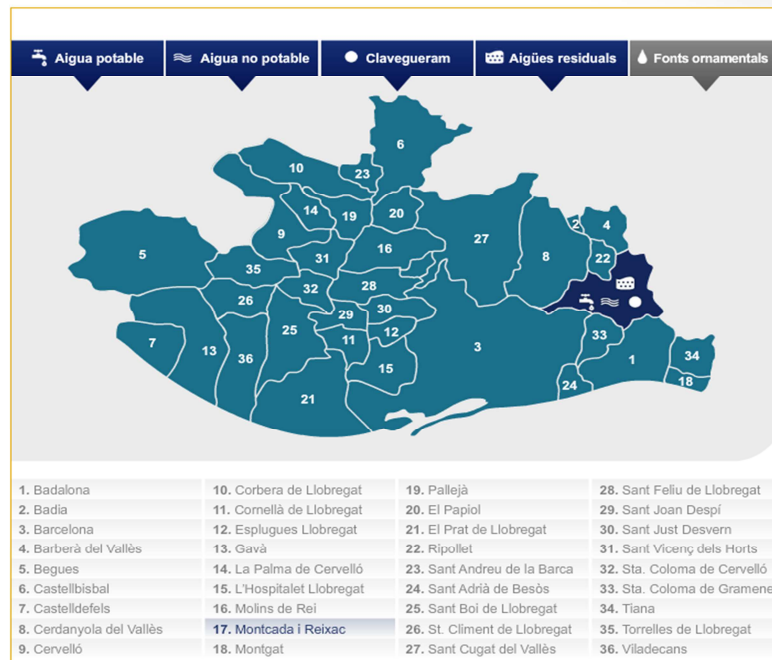 Aigua potable Aigua no potable Clavegueram Aigües residuals Fonts ornamentals
6
10
23
14 19 20
2 4
9
27
5
31 16
8
22
35
32 28
26
29 30
25
12
33
7 13 11
3
36
15
1
34
24
18
21
1. Badalona
2. Badia
3. Barcelona
4. Barberà del Vallès
5. Begues
6. Castellbisbal
7. Castelldefels
8. Cerdanyola del Vallès
9. Cervelló
10. Corbera de Llobregat
11. Cornellà de Llobregat
12. Esplugues Llobregat
13. Gavà
14. La Palma de Cervelló
15. L'Hospitalet Llobregat
16. Molins de Rei
17. Montcada i Reixac
18. Montgat
19. Pallejà
20. El Papiol
21. El Prat de Llobregat
22. Ripollet
23. Sant Andreu de la Barca
24. Sant Adrià de Besòs
25. Sant Boi de Llobregat
26. St. Climent de Llobregat
27. Sant Cugat del Vallès
28. Sant Feliu de Llobregat
29. Sant Joan Despí
30. Sant Just Desvern
31. Sant Vicenç dels Horts
32. Sta. Coloma de Cervelló
33. Sta. Coloma de Gramene
34. Tiana
35. Torrelles de Llobregat
36. Viladecans